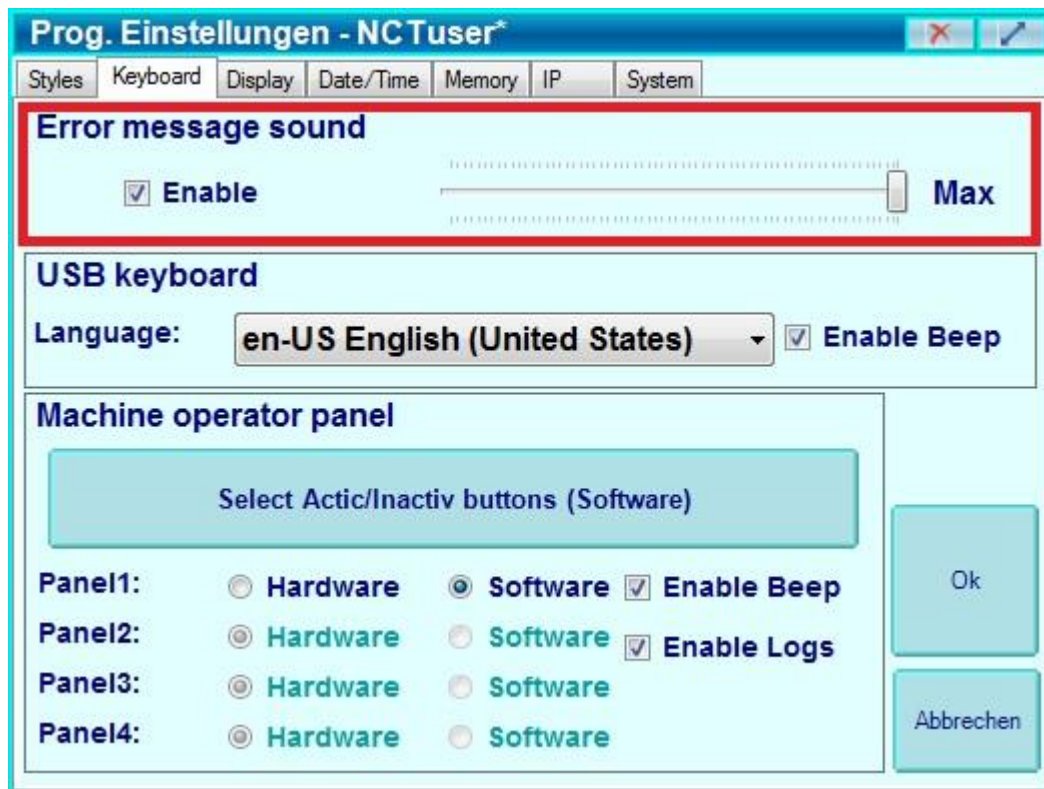 Prog. Einstellungen - NCTuser*
Styles Keyboard Display Date/Time Memory IP System
Error message sound
Enable Max
USB keyboard
Language: en-US English (United States) Enable Beep
Machine operator panel
Select Actic/Inactiv buttons (Software)
Panel1: Hardware Software Enable Beep
Panel2: Hardware Software Enable Logs
Panel3: Hardware Software
Panel4: Hardware Software
Ok
Abbrechen